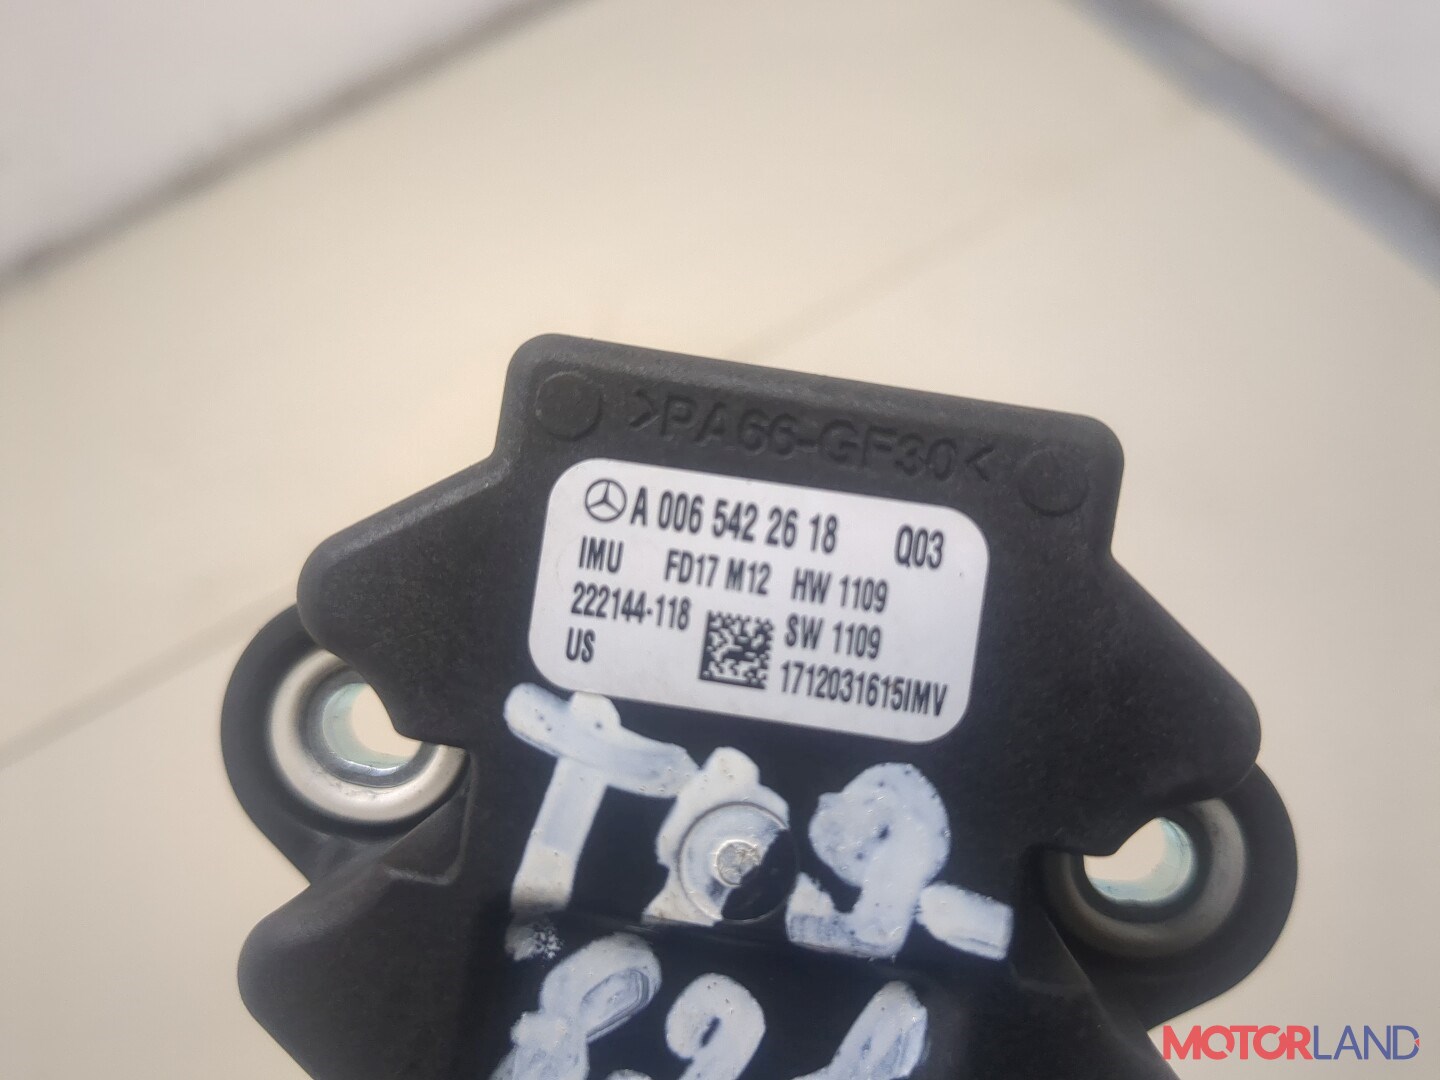 >PA66-GF30<
A 006 542 26 18 Q03
IMU FD17 M12 HW 1109
222144-118 SW 1109
US 1712031615IMV
MOTORLAND